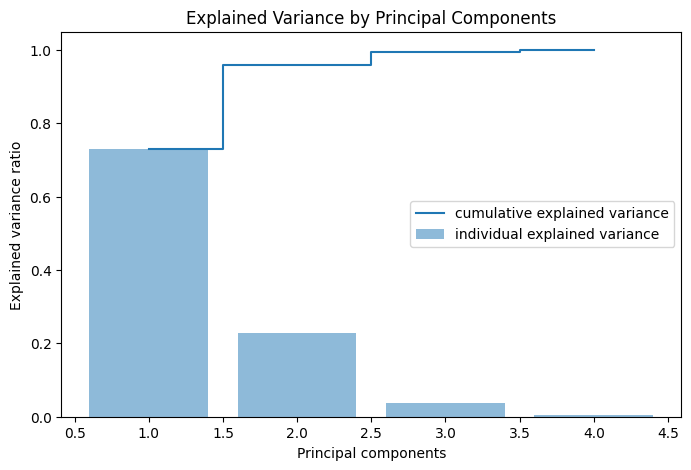 Explained Variance by Principal Components
Explained variance ratio
1.0
0.8
0.6
0.4
0.2
0.0
cumulative explained variance
individual explained variance
0.5 1.0 1.5 2.0 2.5 3.0 3.5 4.0 4.5
Principal components